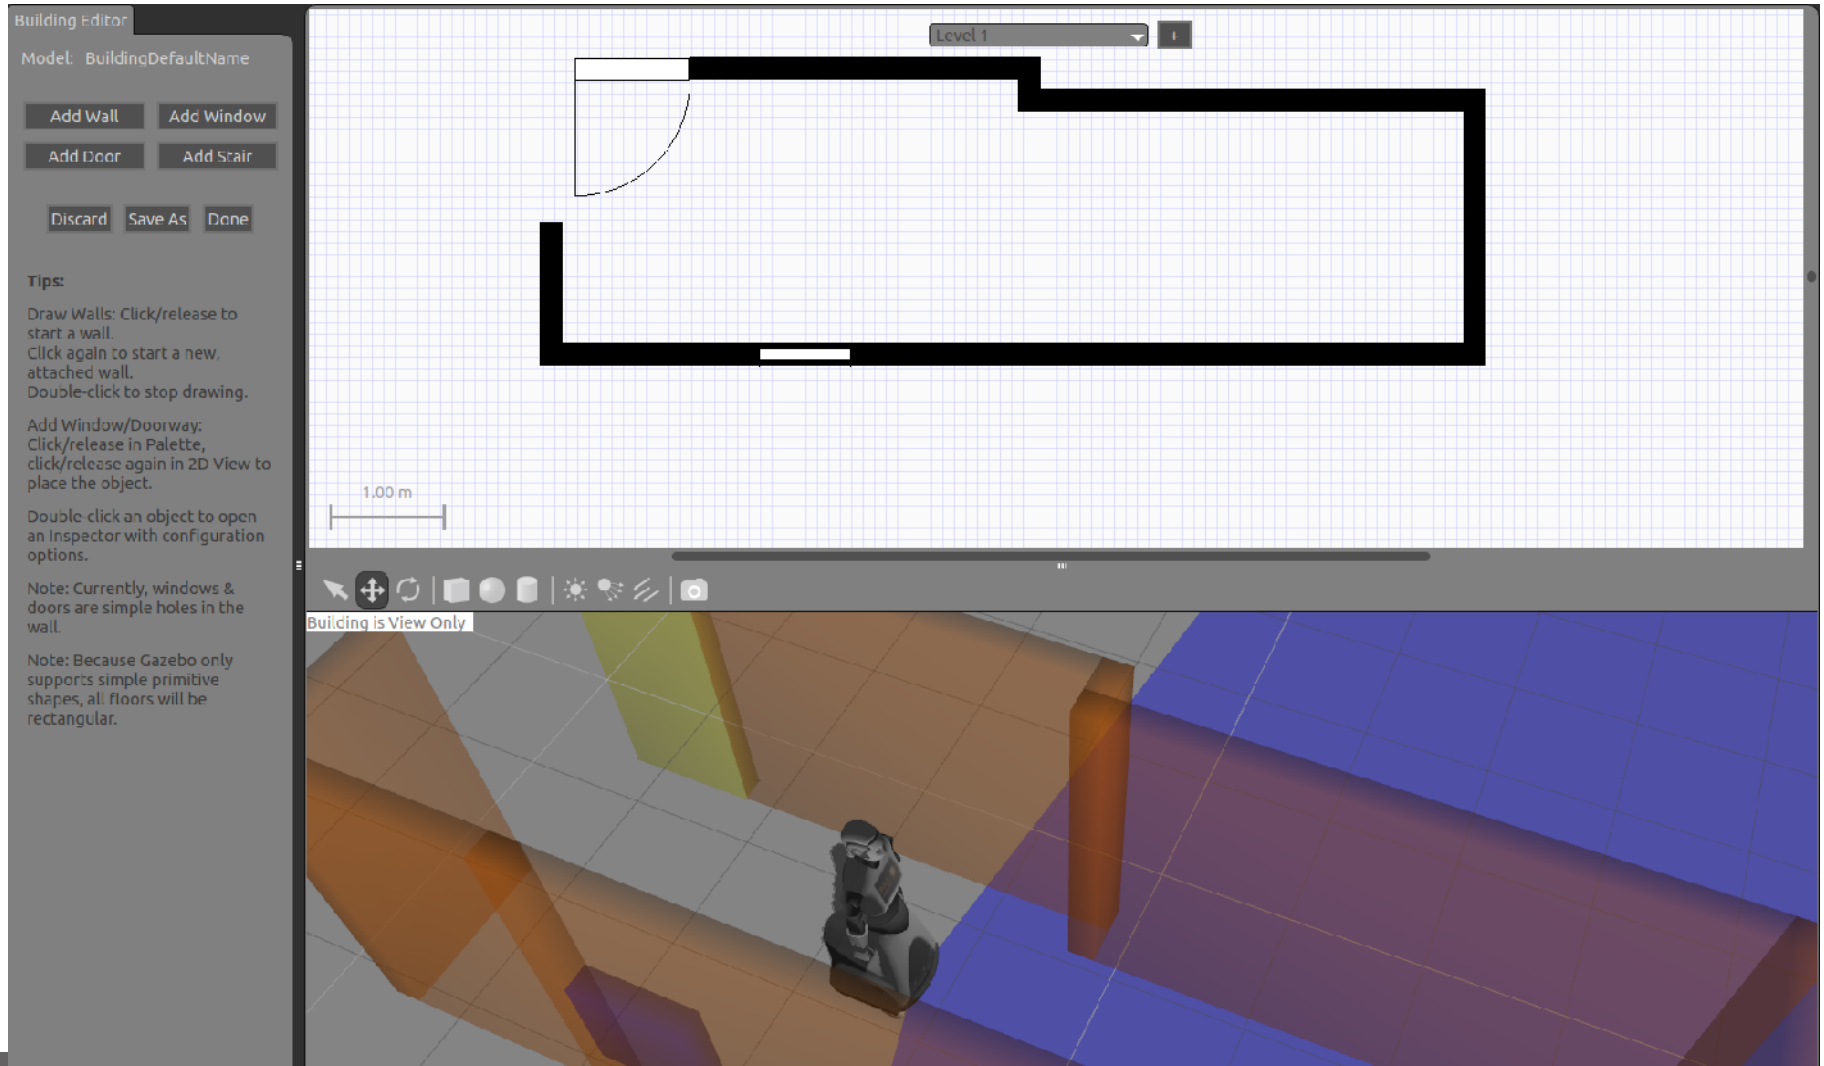 Building Editor
Model: BuildingDefaultName
Add Wall
Add Window
Add Door
Add Stair
Discard
Save As
Done
Tips:
Draw Walls: Click/release to
start a wall.
Click again to start a new,
attached wall.
Double-click to stop drawing.
Add Window/Doorway:
Click/release in Palette,
click/release again in 2D View to
place the object.
Double-click an object to open
an Inspector with configuration
options.
Note: Currently, windows &
doors are simple holes in the
wall.
Note: Because Gazebo only
supports simple primitive
shapes, all floors will be
rectangular.
Level 1
+
1.00 m
Building is View Only